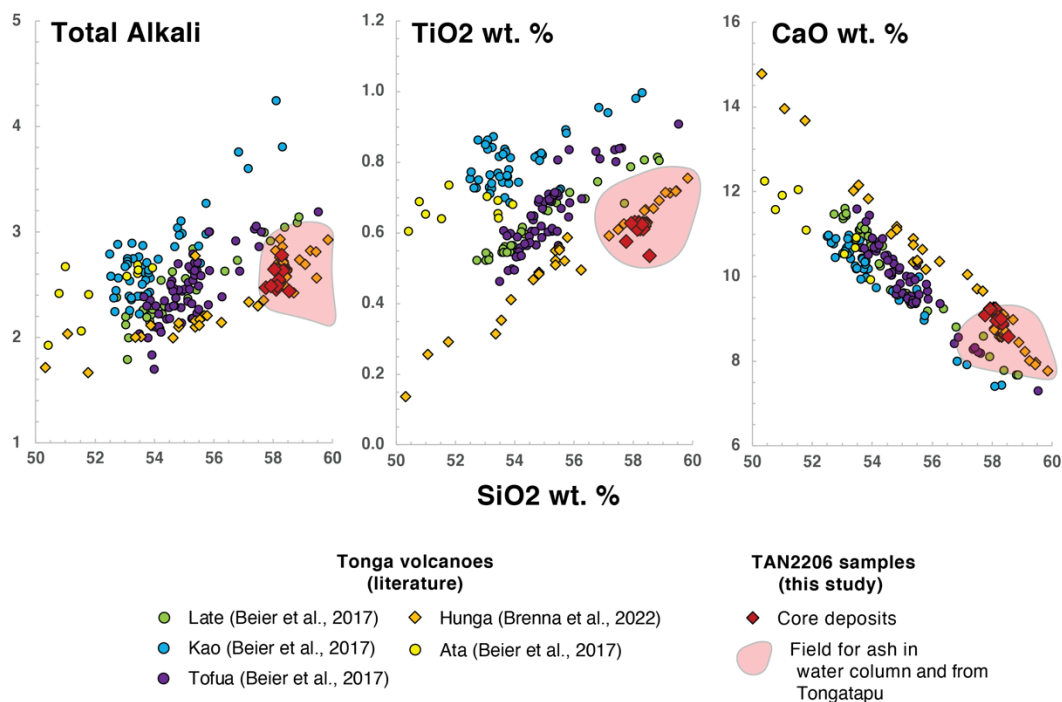 Total Alkali
5
4
3
2
1
50
52
54
56
58
60
TiO2 wt. %
1.2
1.0
0.8
0.6
0.4
0.2
0.0
50
52
54
56
58
60
CaO wt. %
16
14
12
10
8
6
50
52
54
56
58
60
SiO2 wt. %
Tonga volcanoes
(literature)
Late (Beier et al., 2017)
Kao (Beier et al., 2017)
Tofua (Beier et al., 2017)
Hunga (Brenna et al., 2022)
Ata (Beier et al., 2017)
TAN2206 samples
(this study)
Core deposits
Field for ash in
water column and from
Tongatapu